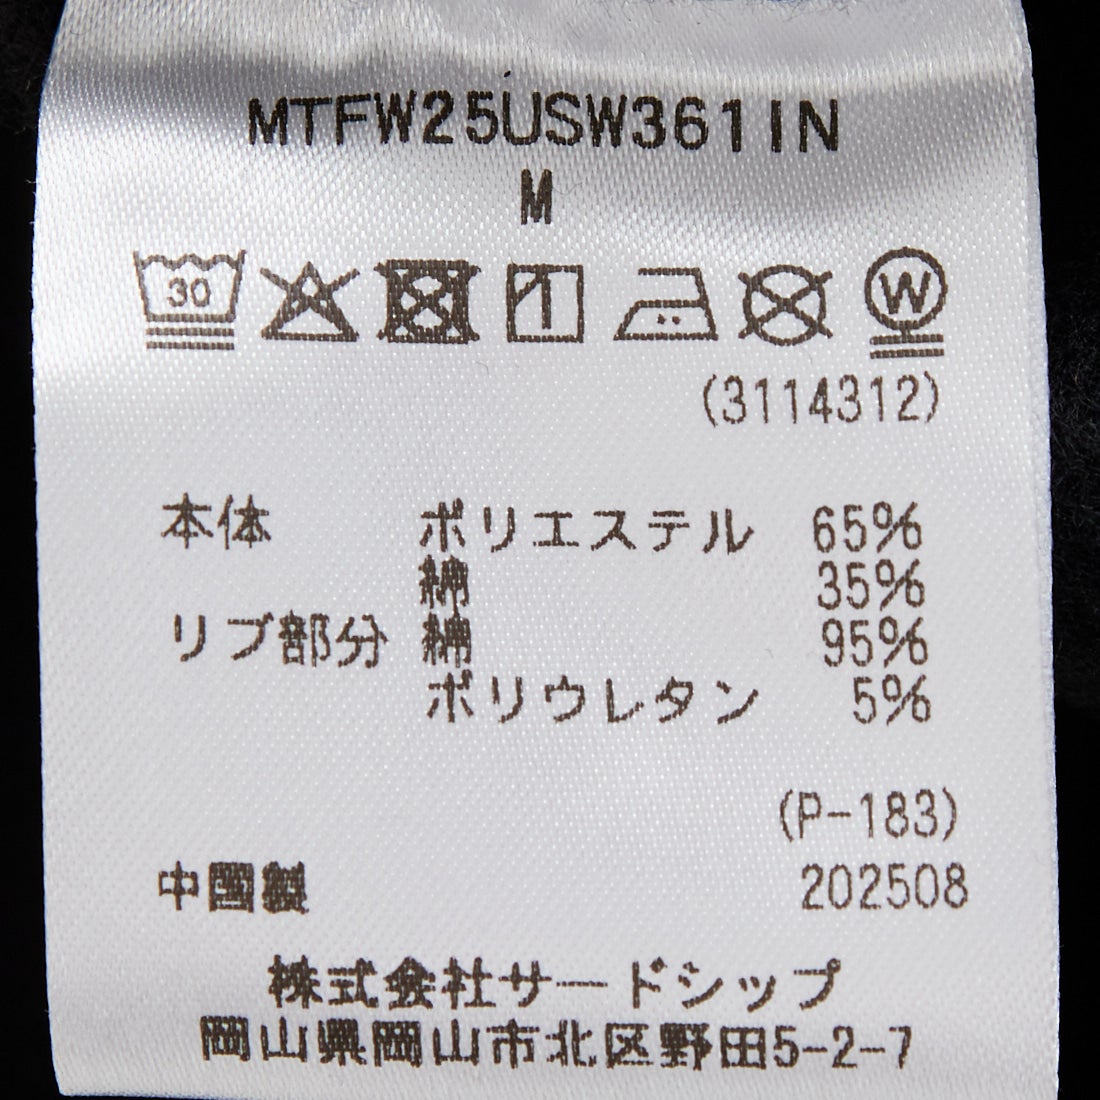 MTFW25USW361IN
M
30 W
(3114312)
本体 ポリエステル 65%
綿 35%
リブ部分 綿 95%
ポリウレタン 5%
(P-183)
中国製 202508
株式会社サードシップ
岡山県岡山市北区野田5-2-7